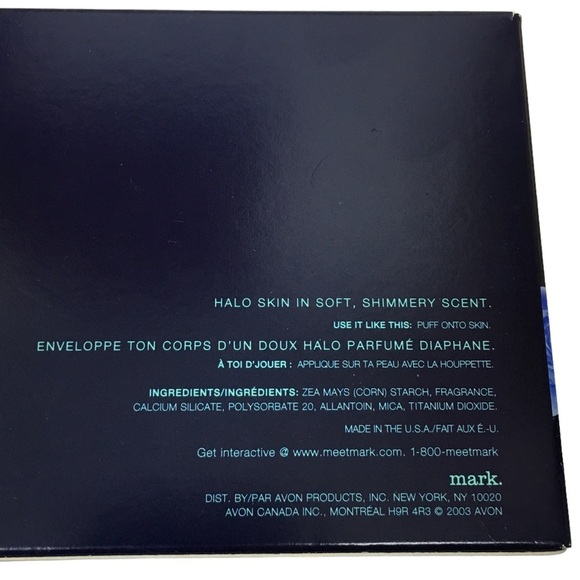 HALO SKIN IN SOFT, SHIMMERY SCENT.
USE IT LIKE THIS: PUFF ONTO SKIN.
ENVELOPPE TON CORPS D'UN DOUX HALO PARFUMÉ DIAPHANE.
À TOI D'JOUER : APPLIQUE SUR TA PEAU AVEC LA HOUPPETTE.
INGREDIENTS/INGRÉDIENTS: ZEA MAYS (CORN) STARCH, FRAGRANCE,
CALCIUM SILICATE, POLYSORBATE 20, ALLANTOIN, MICA, TITANIUM DIOXIDE.
MADE IN THE U.S.A./FAIT AUX É.-U.
Get interactive @ www.meetmark.com. 1-800-meetmark
mark.
DIST. BY/PAR AVON PRODUCTS, INC. NEW YORK, NY 10020
AVON CANADA INC., MONTRÉAL H9R 4R3 © 2003 AVON